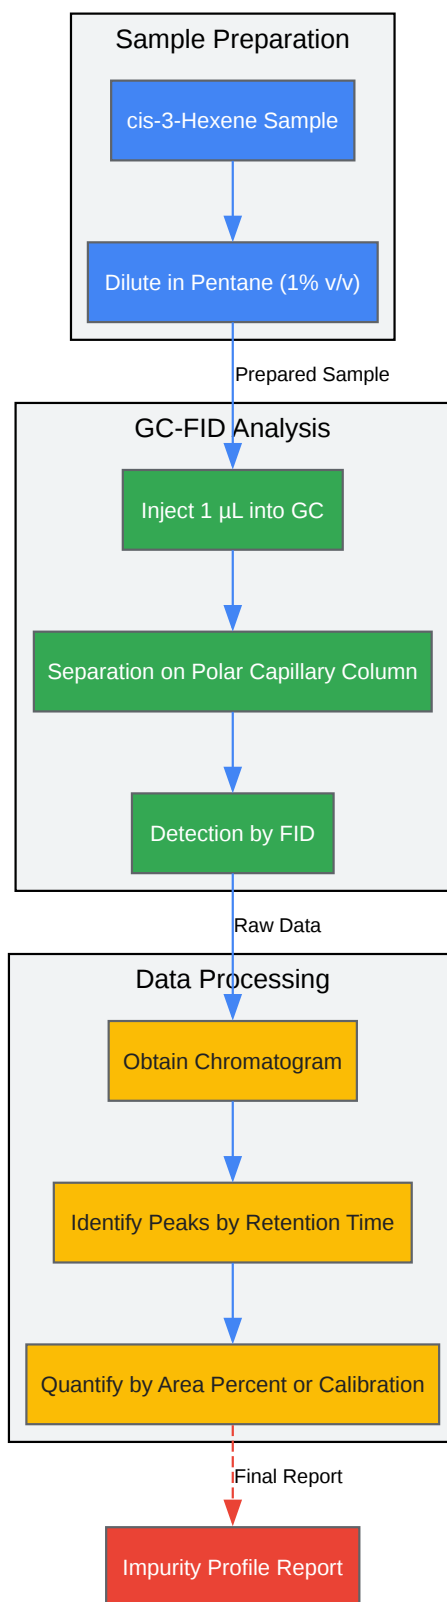 Sample Preparation
cis-3-Hexene Sample
Dilute in Pentane (1% v/v)
Prepared Sample
GC-FID Analysis
Inject 1 µL into GC
Separation on Polar Capillary Column
Detection by FID
Raw Data
Data Processing
Obtain Chromatogram
Identify Peaks by Retention Time
Quantify by Area Percent or Calibration
Final Report
Impurity Profile Report